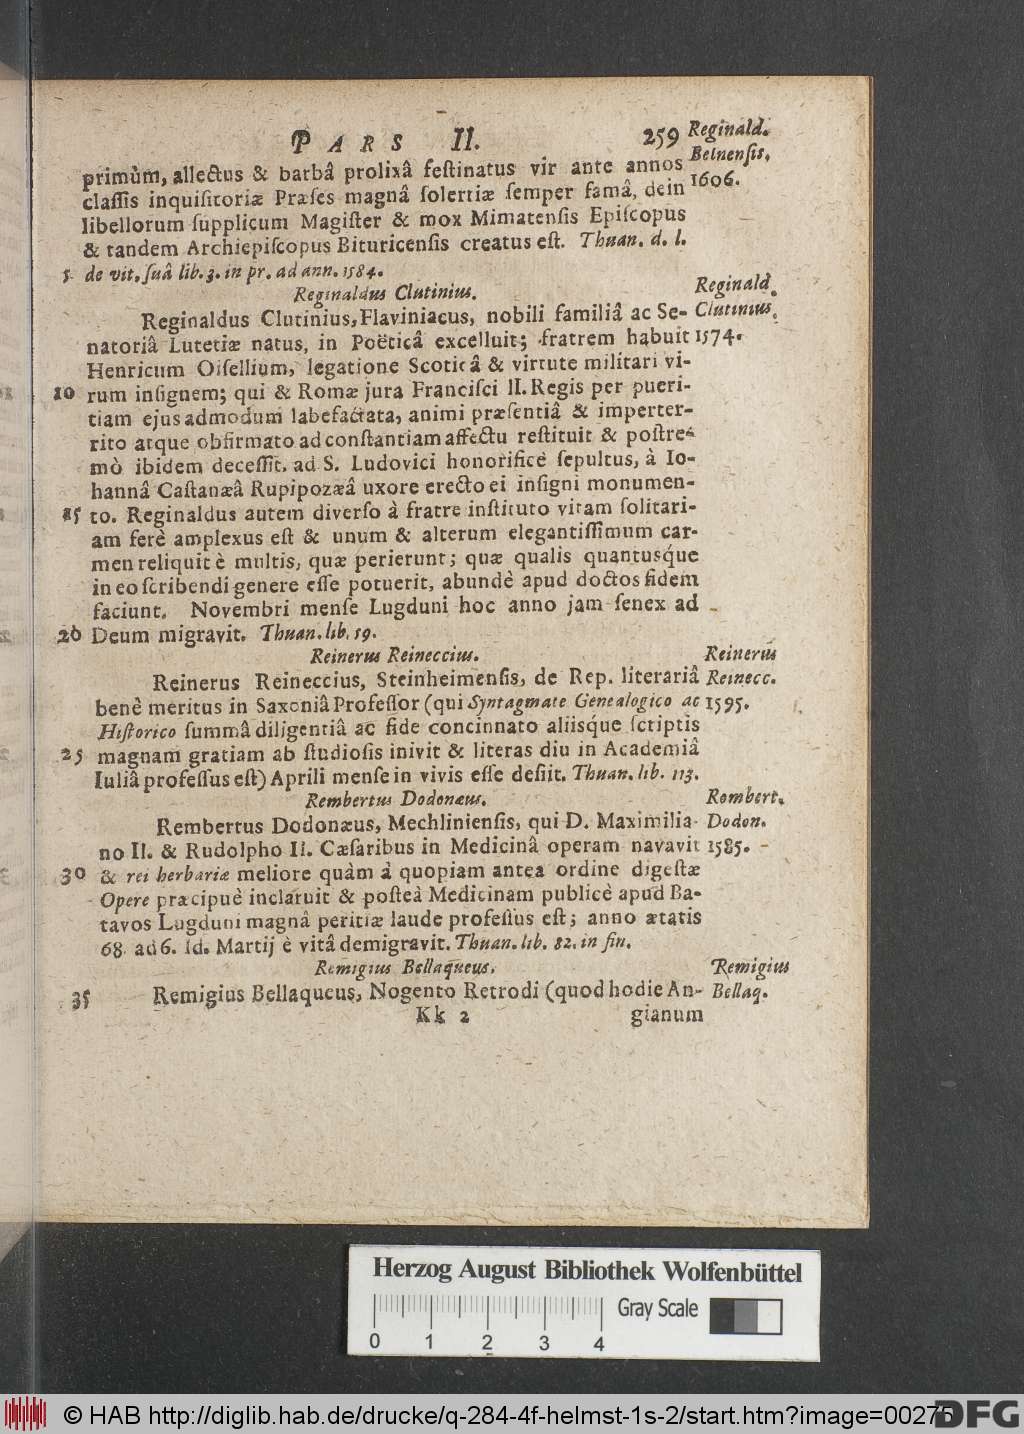 PARS II. 259
Reginald.
Belnensis.
1606.
primùm, allectus & barbâ prolixâ festinatus vir ante annos
classis inquisitoriæ Præses magnâ solertiæ semper famâ, dein
libellorum supplicum Magister & mox Mimatensis Episcopus
& tandem Archiepiscopus Bituricensis creatus est. Thuan. d. l.
5 de vit. suâ lib. 3. in pr. ad ann. 1584.
Reginaldus Clutinius.
Reginald.
Clutinius.
1574.
Reginaldus Clutinius, Flaviniacus, nobili familiâ ac Se-
natoriâ Lutetiæ natus, in Poëticâ excelluit; fratrem habuit
Henricum Oisellium, legatione Scoticâ & virtute militari vi-
10 rum insignem; qui & Romæ jura Francisci II. Regis per pueri-
tiam ejus admodum labefactata, animi præsentiâ & imperter-
rito atque obfirmato ad constantiam affectu restituit & postre-
mò ibidem decessit, ad S. Ludovici honorificè sepultus, à Io-
hannâ Castanæâ Rupipozæâ uxore erecto ei insigni monumen-
15 to. Reginaldus autem diverso à fratre instituto vitam solitari-
am ferè amplexus est & unum & alterum elegantissimum car-
men reliquit è multis, quæ perierunt; quæ qualis quantusq́ue
in eo scribendi genere esse potuerit, abundè apud doctos fidem
faciunt. Novembri mense Lugduni hoc anno jam senex ad
20 Deum migravit. Thuan. lib. 59.
Reinerus Reineccius.
Reinerus
Reinecc.
1595.
Reinerus Reineccius, Steinheimensis, de Rep. literariâ
benè meritus in Saxoniâ Professor (qui Syntagmate Genealogico ac
Historico summâ diligentiâ ac fide concinnato aliisq́ue scriptis
25 magnam gratiam ab studiosis inivit & literas diu in Academiâ
Iuliâ professus est) Aprili mense in vivis esse desiit. Thuan. lib. 113.
Rembertus Dodonæus.
Rembert.
Dodon.
1585.
Rembertus Dodonæus, Mechliniensis, qui D. Maximilia-
no II. & Rudolpho II. Cæsaribus in Medicinâ operam navavit
30 & rei herbariæ meliore quàm à quopiam antea ordine digestæ
Opere præcipuè inclaruit & posteà Medicinam publicè apud Ba-
tavos Lugduni magnâ peritiæ laude professus est; anno ætatis
68. ad 6. Id. Martij è vitâ demigravit. Thuan. lib. 82. in fin.
Remigius Bellaqueus.
Remigius
Bellaq.
35 Remigius Bellaqueus, Nogento Retrodi (quod hodie An-
Kk 2 gianum
Herzog August Bibliothek Wolfenbüttel
Gray Scale
0 1 2 3 4
© HAB http://diglib.hab.de/drucke/q-284-4f-helmst-1s-2/start.htm?image=00275
DFG